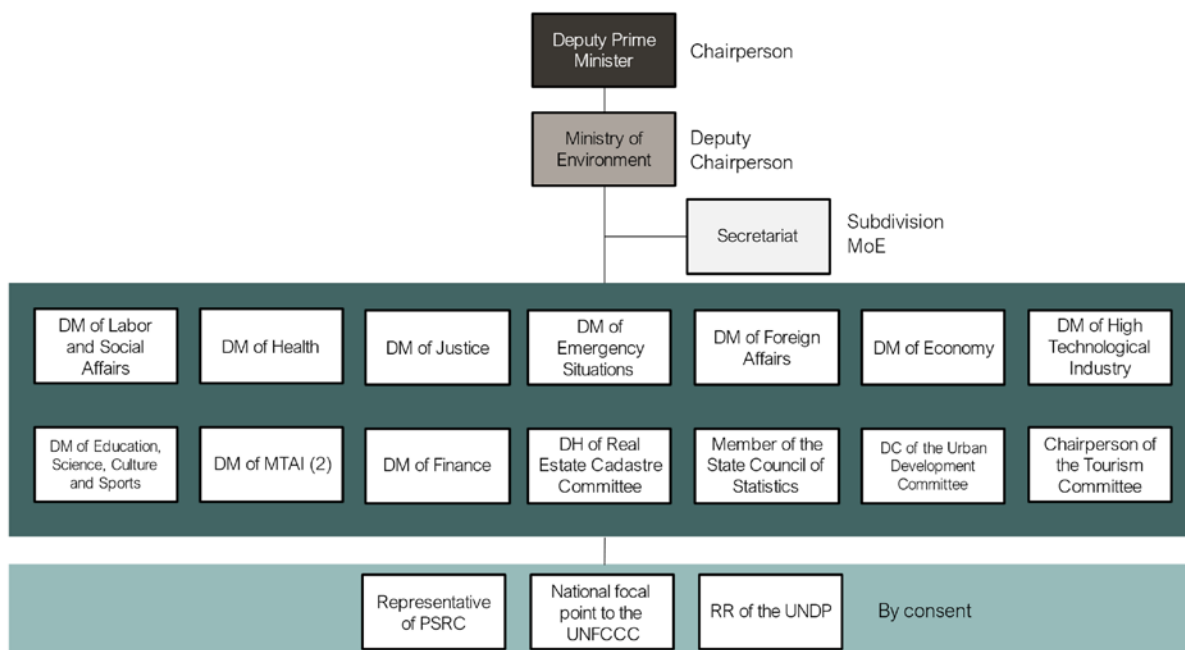 Deputy Prime
Minister
Chairperson
Ministry of
Environment
Deputy
Chairperson
Secretariat
Subdivision
MoE
DM of Labor
and Social
Affairs
DM of Health
DM of Justice
DM of
Emergency
Situations
DM of Foreign
Affairs
DM of Economy
DM of High
Technological
Industry
DM of Education,
Science, Culture
and Sports
DM of MTAI (2)
DM of Finance
DH of Real
Estate Cadastre
Committee
Member of the
State Council of
Statistics
DC of the Urban
Development
Committee
Chairperson of
the Tourism
Committee
Representative
of PSRC
National focal
point to the
UNFCCC
RR of the UNDP
By consent